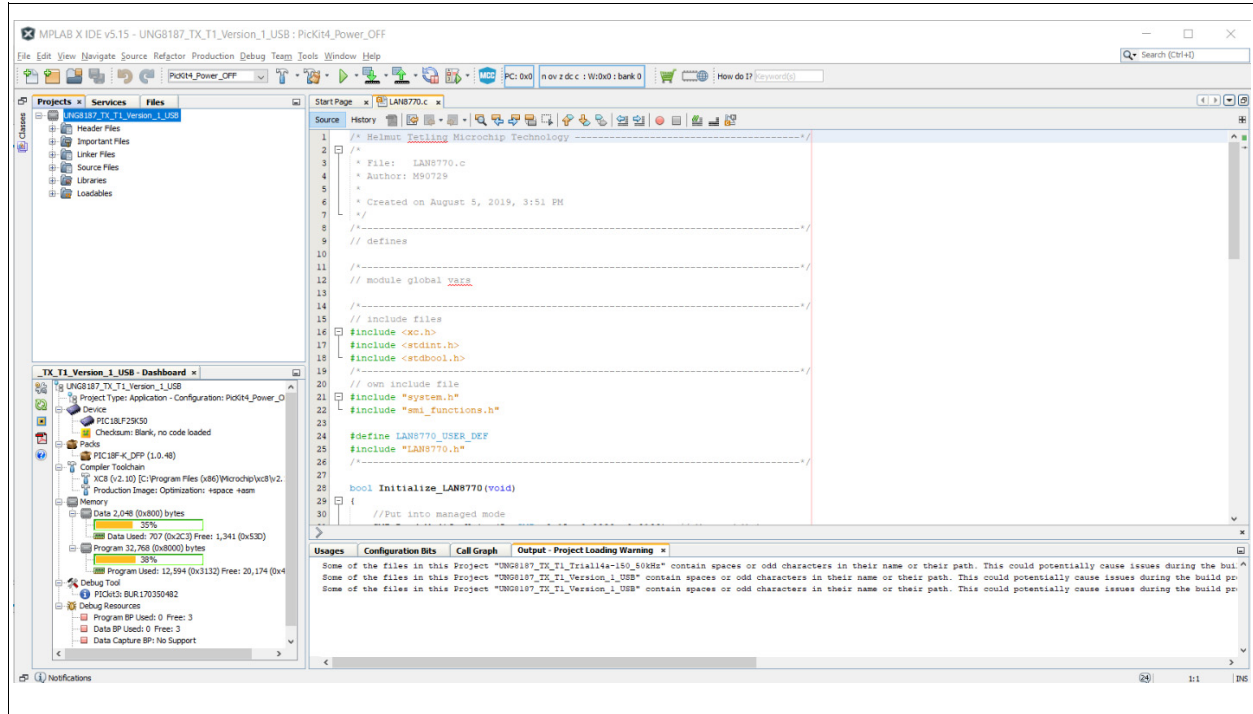 MPLAB X IDE v5.15 - UNG8187_TX_T1_Version_1_USB : PicKit4_Power_OFF
File Edit View Navigate Source Refactor Production Debug Team Tools Window Help
Search (Ctrl+I)
PicKit4_Power_OFF
MCC
PC: 0x0
n ov z dc c : W:0x0 : bank 0
How do I?
Keyword(s)
Classes
Projects
Services
Files
UNG8187_TX_T1_Version_1_USB
Header Files
Important Files
Linker Files
Source Files
Libraries
Loadables
_TX_T1_Version_1_USB - Dashboard
UNG8187_TX_T1_Version_1_USB
Project Type: Application - Configuration: PicKit4_Power_O
Device
PIC18LF25K50
Checksum: Blank, no code loaded
Packs
PIC18F-K_DFP (1.0.48)
Compiler Toolchain
XC8 (v2.10) [C:\Program Files (x86)\Microchip\xc8\v2.
Production Image: Optimization: +space +asm
Memory
Data 2,048 (0x800) bytes
35%
Data Used: 707 (0x2C3) Free: 1,341 (0x53D)
Program 32,768 (0x8000) bytes
38%
Program Used: 12,594 (0x3132) Free: 20,174 (0x4
Debug Tool
PICkit3: BUR170350482
Debug Resources
Program BP Used: 0 Free: 3
Data BP Used: 0 Free: 3
Data Capture BP: No Support
Start Page
LAN8770.c
Source History
1 /* Helmut Tetling Microchip Technology ----------------------------------*/
2 /*
3 * File: LAN8770.c
4 * Author: M90729
5 *
6 * Created on August 5, 2019, 3:51 PM
7 */
8 /*----------------------------------------------------------------------*/
9 // defines
10
11 /*----------------------------------------------------------------------*/
12 // module global vars
13
14 /*----------------------------------------------------------------------*/
15 // include files
16 #include <xc.h>
17 #include <stdint.h>
18 #include <stdbool.h>
19 /*----------------------------------------------------------------------*/
20 // own include file
21 #include "system.h"
22 #include "smi_functions.h"
23
24 #define LAN8770_USER_DEF
25 #include "LAN8770.h"
26 /*----------------------------------------------------------------------*/
27
28 bool Initialize_LAN8770(void)
29 {
30 //Put into managed mode
Usages
Configuration Bits
Call Graph
Output - Project Loading Warning
Some of the files in this Project "UNG8187_TX_T1_Trial14a-150_50kHz" contain spaces or odd characters in their name or their path. This could potentially cause issues during the bui
Some of the files in this Project "UNG8187_TX_T1_Version_1_USB" contain spaces or odd characters in their name or their path. This could potentially cause issues during the build pr
Some of the files in this Project "UNG8187_TX_T1_Version_1_USB" contain spaces or odd characters in their name or their path. This could potentially cause issues during the build pr
Notifications
24
1:1
INS